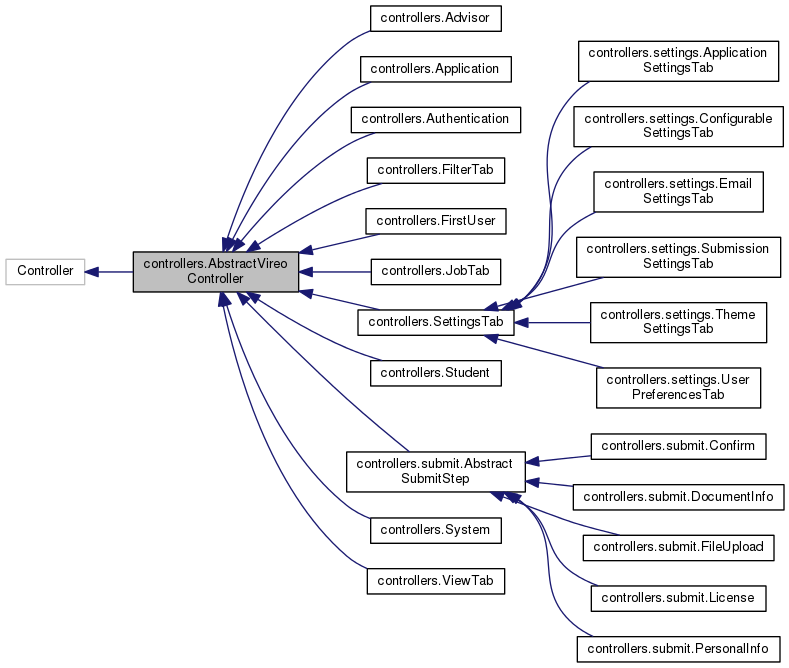 Controller
controllers.AbstractVireo
Controller
controllers.Advisor
controllers.Application
controllers.Authentication
controllers.FilterTab
controllers.FirstUser
controllers.JobTab
controllers.SettingsTab
controllers.Student
controllers.submit.Abstract
SubmitStep
controllers.System
controllers.ViewTab
controllers.settings.Application
SettingsTab
controllers.settings.Configurable
SettingsTab
controllers.settings.Email
SettingsTab
controllers.settings.Submission
SettingsTab
controllers.settings.Theme
SettingsTab
controllers.settings.User
PreferencesTab
controllers.submit.Confirm
controllers.submit.DocumentInfo
controllers.submit.FileUpload
controllers.submit.License
controllers.submit.PersonalInfo